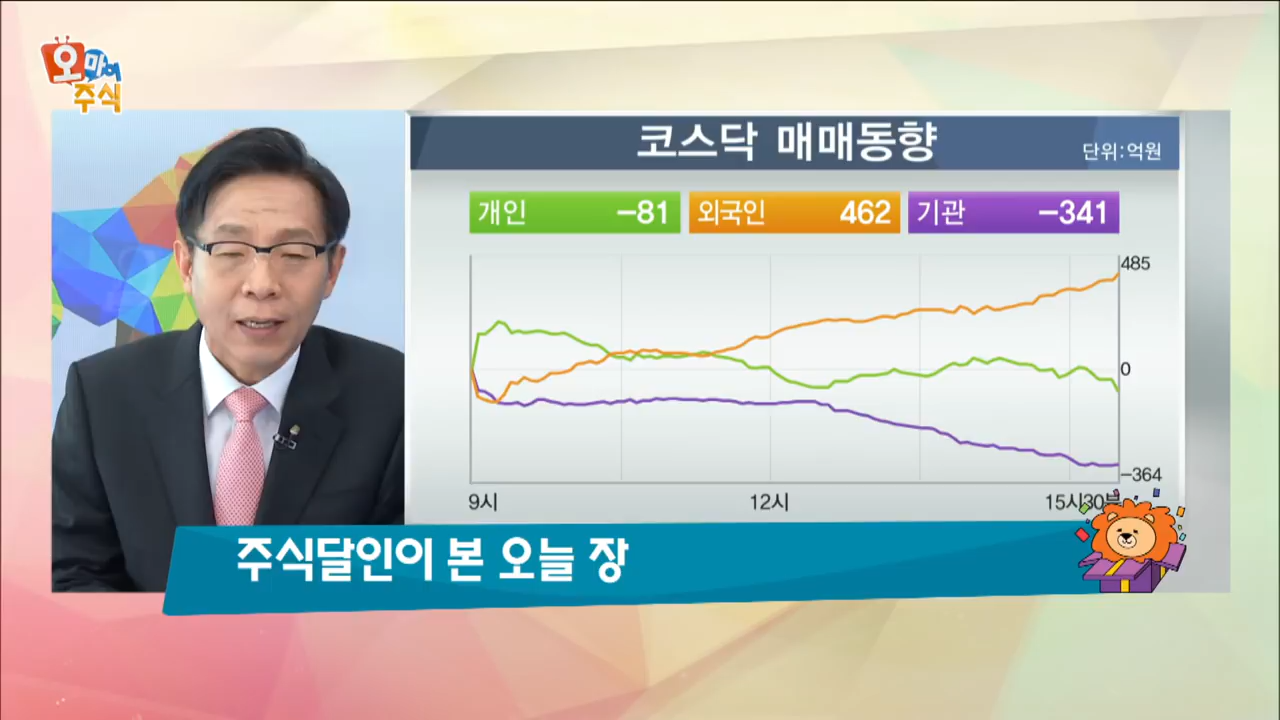 오마이
주식
코스닥 매매동향
단위:억원
개인 -81 외국인 462 기관 -341
485
0
-364
9시 12시 15시30분
주식달인이 본 오늘 장